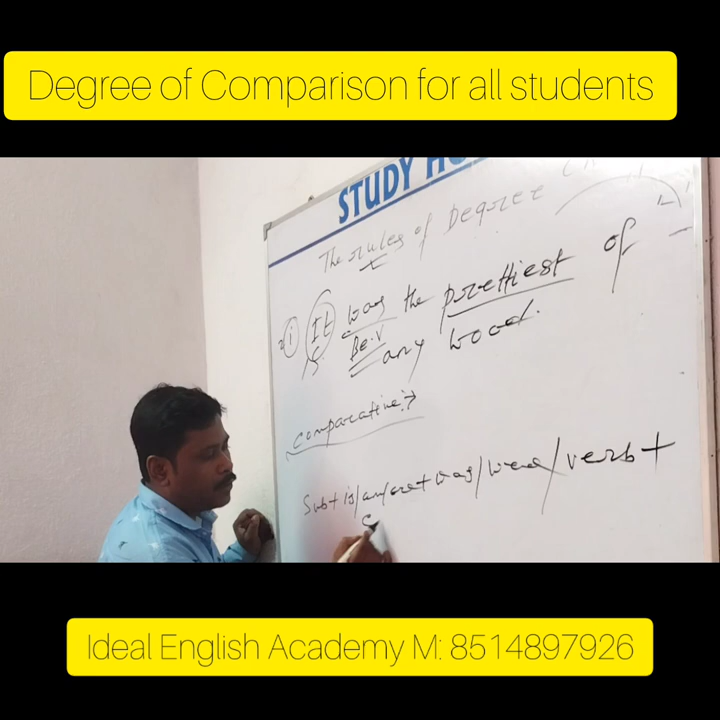 Degree of Comparison for all students
STUDY
The rules of Degree
It was the prettiest of
Be.V any wood.
Comparative:→
Sub+ is/am/are+ was/were/verb+
Ideal English Academy M: 8514897926